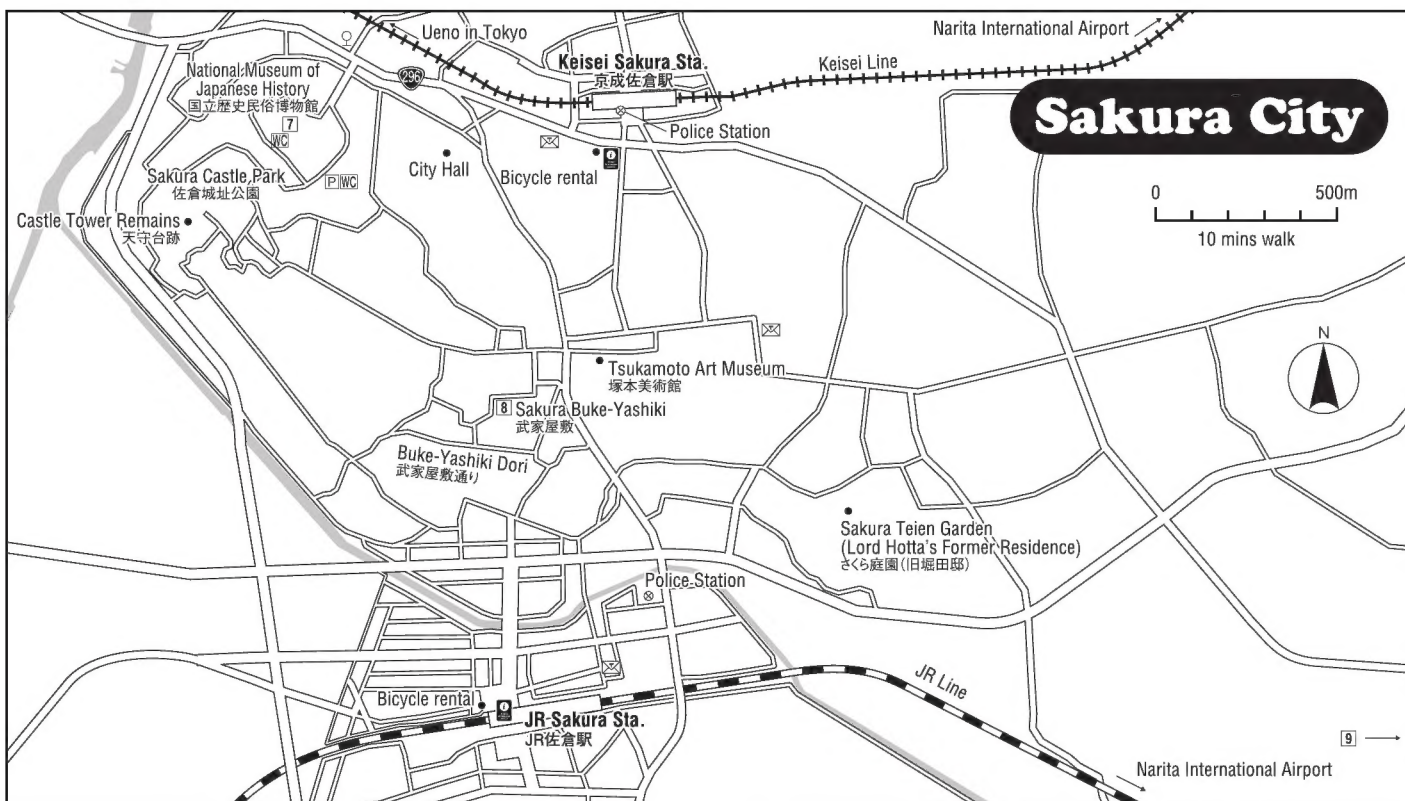 Ueno in Tokyo
Narita International Airport
Keisei Sakura Sta.
京成佐倉駅
Keisei Line
Sakura City
National Museum of
Japanese History
国立歴史民俗博物館
296
7
WC
Police Station
City Hall
Bicycle rental
0 500m
10 mins walk
Sakura Castle Park
佐倉城址公園
P WC
Castle Tower Remains
天守台跡
N
Tsukamoto Art Museum
塚本美術館
8 Sakura Buke-Yashiki
武家屋敷
Buke-Yashiki Dori
武家屋敷通り
Sakura Teien Garden
(Lord Hotta's Former Residence)
さくら庭園(旧堀田邸)
Police Station
JR Line
Bicycle rental
JR Sakura Sta.
JR佐倉駅
9
Narita International Airport